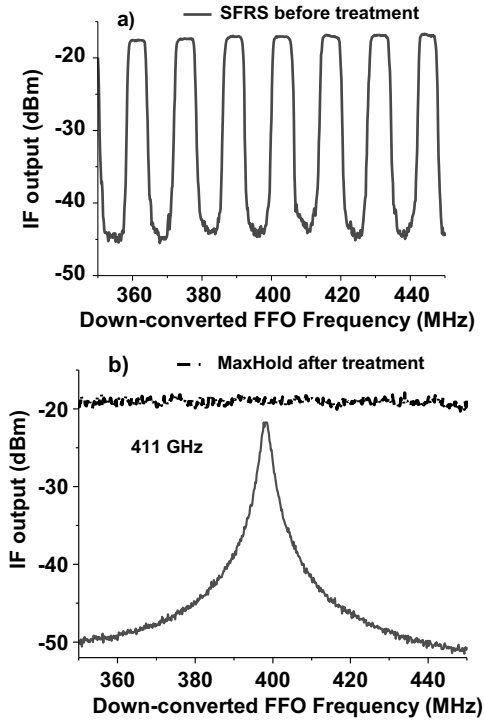 a)
SFRS before treatment
IF output (dBm)
-20
-30
-40
-50
360 380 400 420 440
Down-converted FFO Frequency (MHz)
b)
MaxHold after treatment
IF output (dBm)
-20
-30
-40
-50
411 GHz
360 380 400 420 440
Down-converted FFO Frequency (MHz)